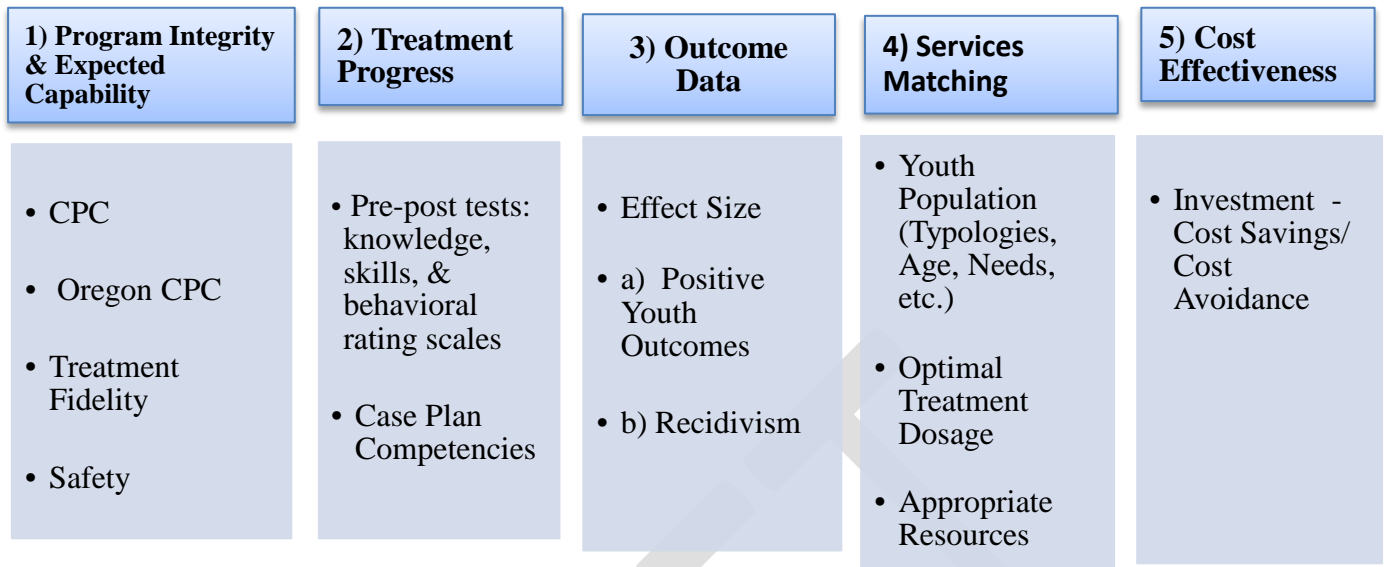 1) Program Integrity
& Expected
Capability
• CPC
• Oregon CPC
• Treatment
Fidelity
• Safety
2) Treatment
Progress
• Pre-post tests:
knowledge,
skills, &
behavioral
rating scales
• Case Plan
Competencies
3) Outcome
Data
• Effect Size
• a) Positive
Youth
Outcomes
• b) Recidivism
4) Services
Matching
• Youth
Population
(Typologies,
Age, Needs,
etc.)
• Optimal
Treatment
Dosage
• Appropriate
Resources
5) Cost
Effectiveness
• Investment -
Cost Savings/
Cost
Avoidance